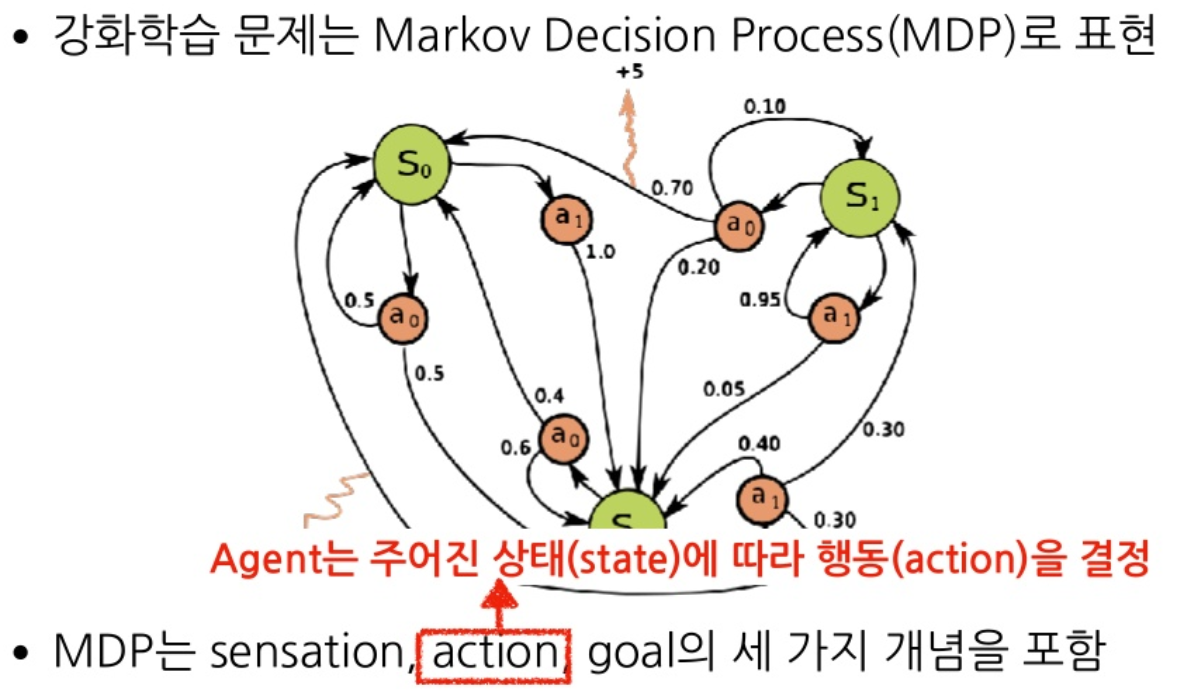 • 강화학습 문제는 Markov Decision Process(MDP)로 표현
+5
0.10
S₀
S₁
a₁
0.70
a₀
1.0
0.20
0.5
a₀
0.95
a₁
0.5
0.05
0.4
0.30
a₀
0.6
0.40
a₁
S
0.30
Agent는 주어진 상태(state)에 따라 행동(action)을 결정
• MDP는 sensation, action, goal의 세 가지 개념을 포함